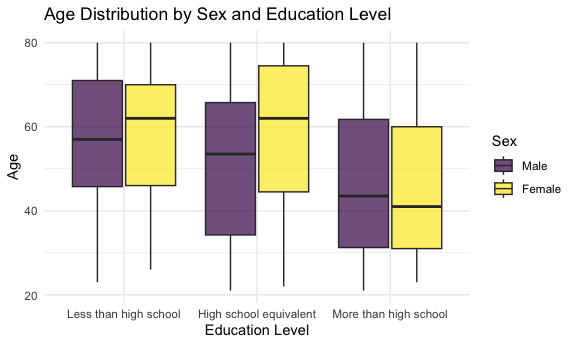 Age Distribution by Sex and Education Level
80
60
40
20
Age
Less than high school
High school equivalent
More than high school
Education Level
Sex
Male
Female